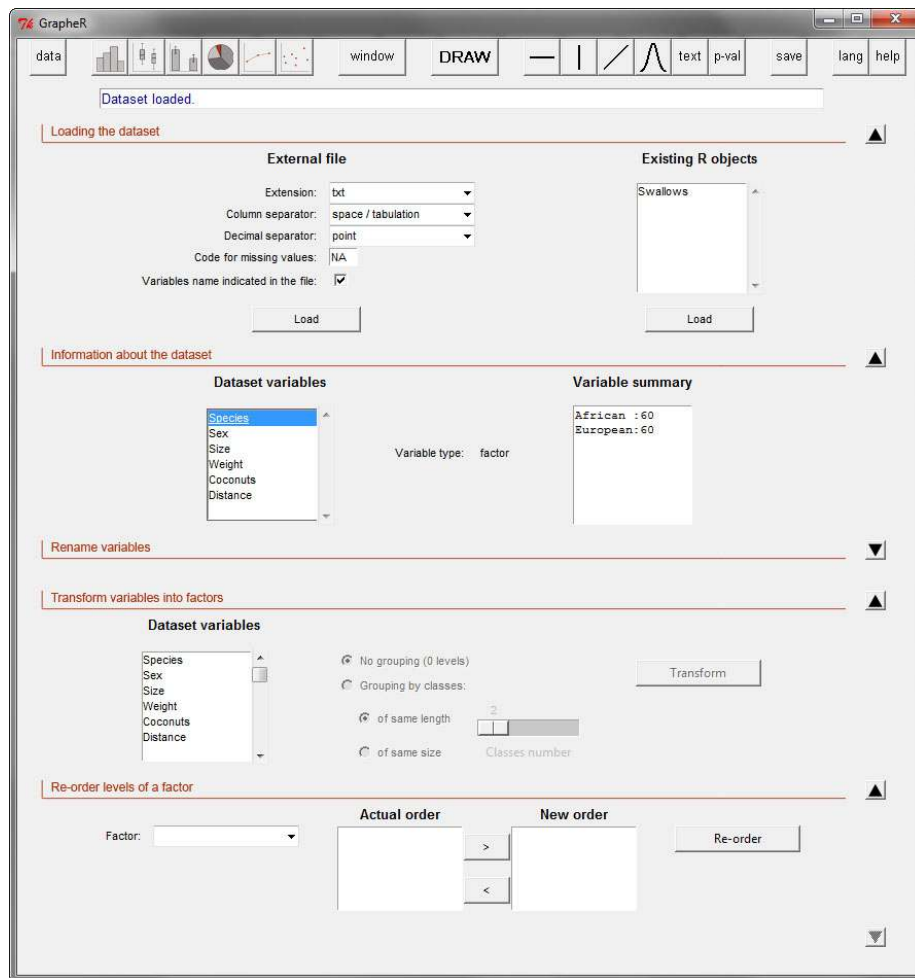 GrapheR
data window DRAW text p-val save lang help
Dataset loaded.
Loading the dataset
External file Existing R objects
Extension: txt Swallows
Column separator: space / tabulation
Decimal separator: point
Code for missing values: NA
Variables name indicated in the file:
Load Load
Information about the dataset
Dataset variables Variable summary
Species African :60
Sex European:60
Size
Weight Variable type: factor
Coconuts
Distance
Rename variables
Transform variables into factors
Dataset variables
Species No grouping (0 levels)
Sex Transform
Size Grouping by classes:
Weight
Coconuts of same length 2
Distance
of same size Classes number
Re-order levels of a factor
Actual order New order
Factor: > Re-order
<